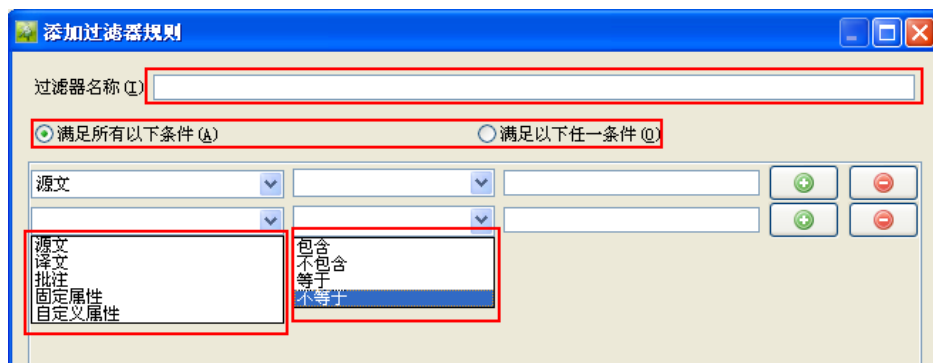 添加过滤器规则
过滤器名称(I)
满足所有以下条件(A) 满足以下任一条件(O)
源文
源文
译文
批注
固定属性
自定义属性
包含
不包含
等于
不等于